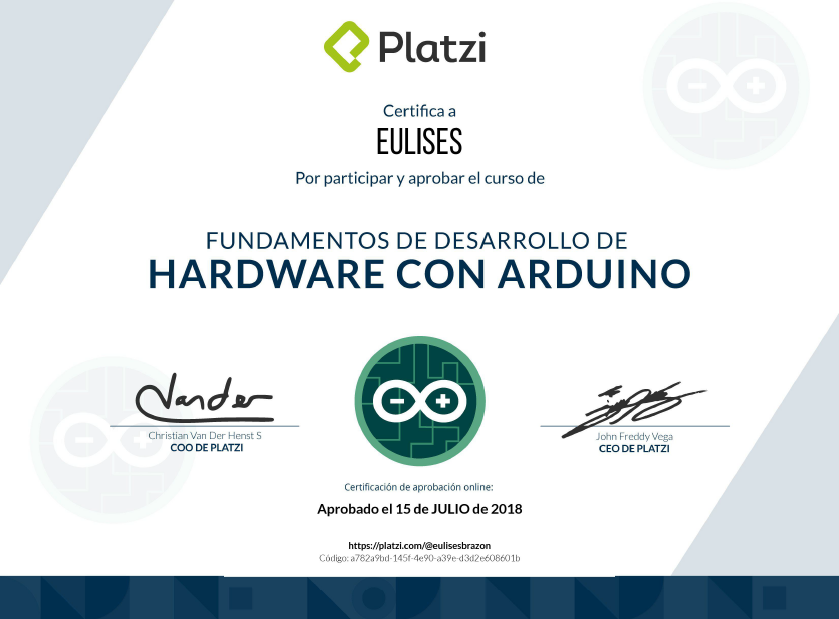 Platzi
Certifica a
EULISES
Por participar y aprobar el curso de
FUNDAMENTOS DE DESARROLLO DE
HARDWARE CON ARDUINO
Vander
Christian Van Der Henst S
COO DE PLATZI
John Freddy Vega
CEO DE PLATZI
Certificación de aprobación online:
Aprobado el 15 de JULIO de 2018
https://platzi.com/@eulisesbrazon
Código: a782a9bd-145f-4e90-a39e-d3d2e608601b